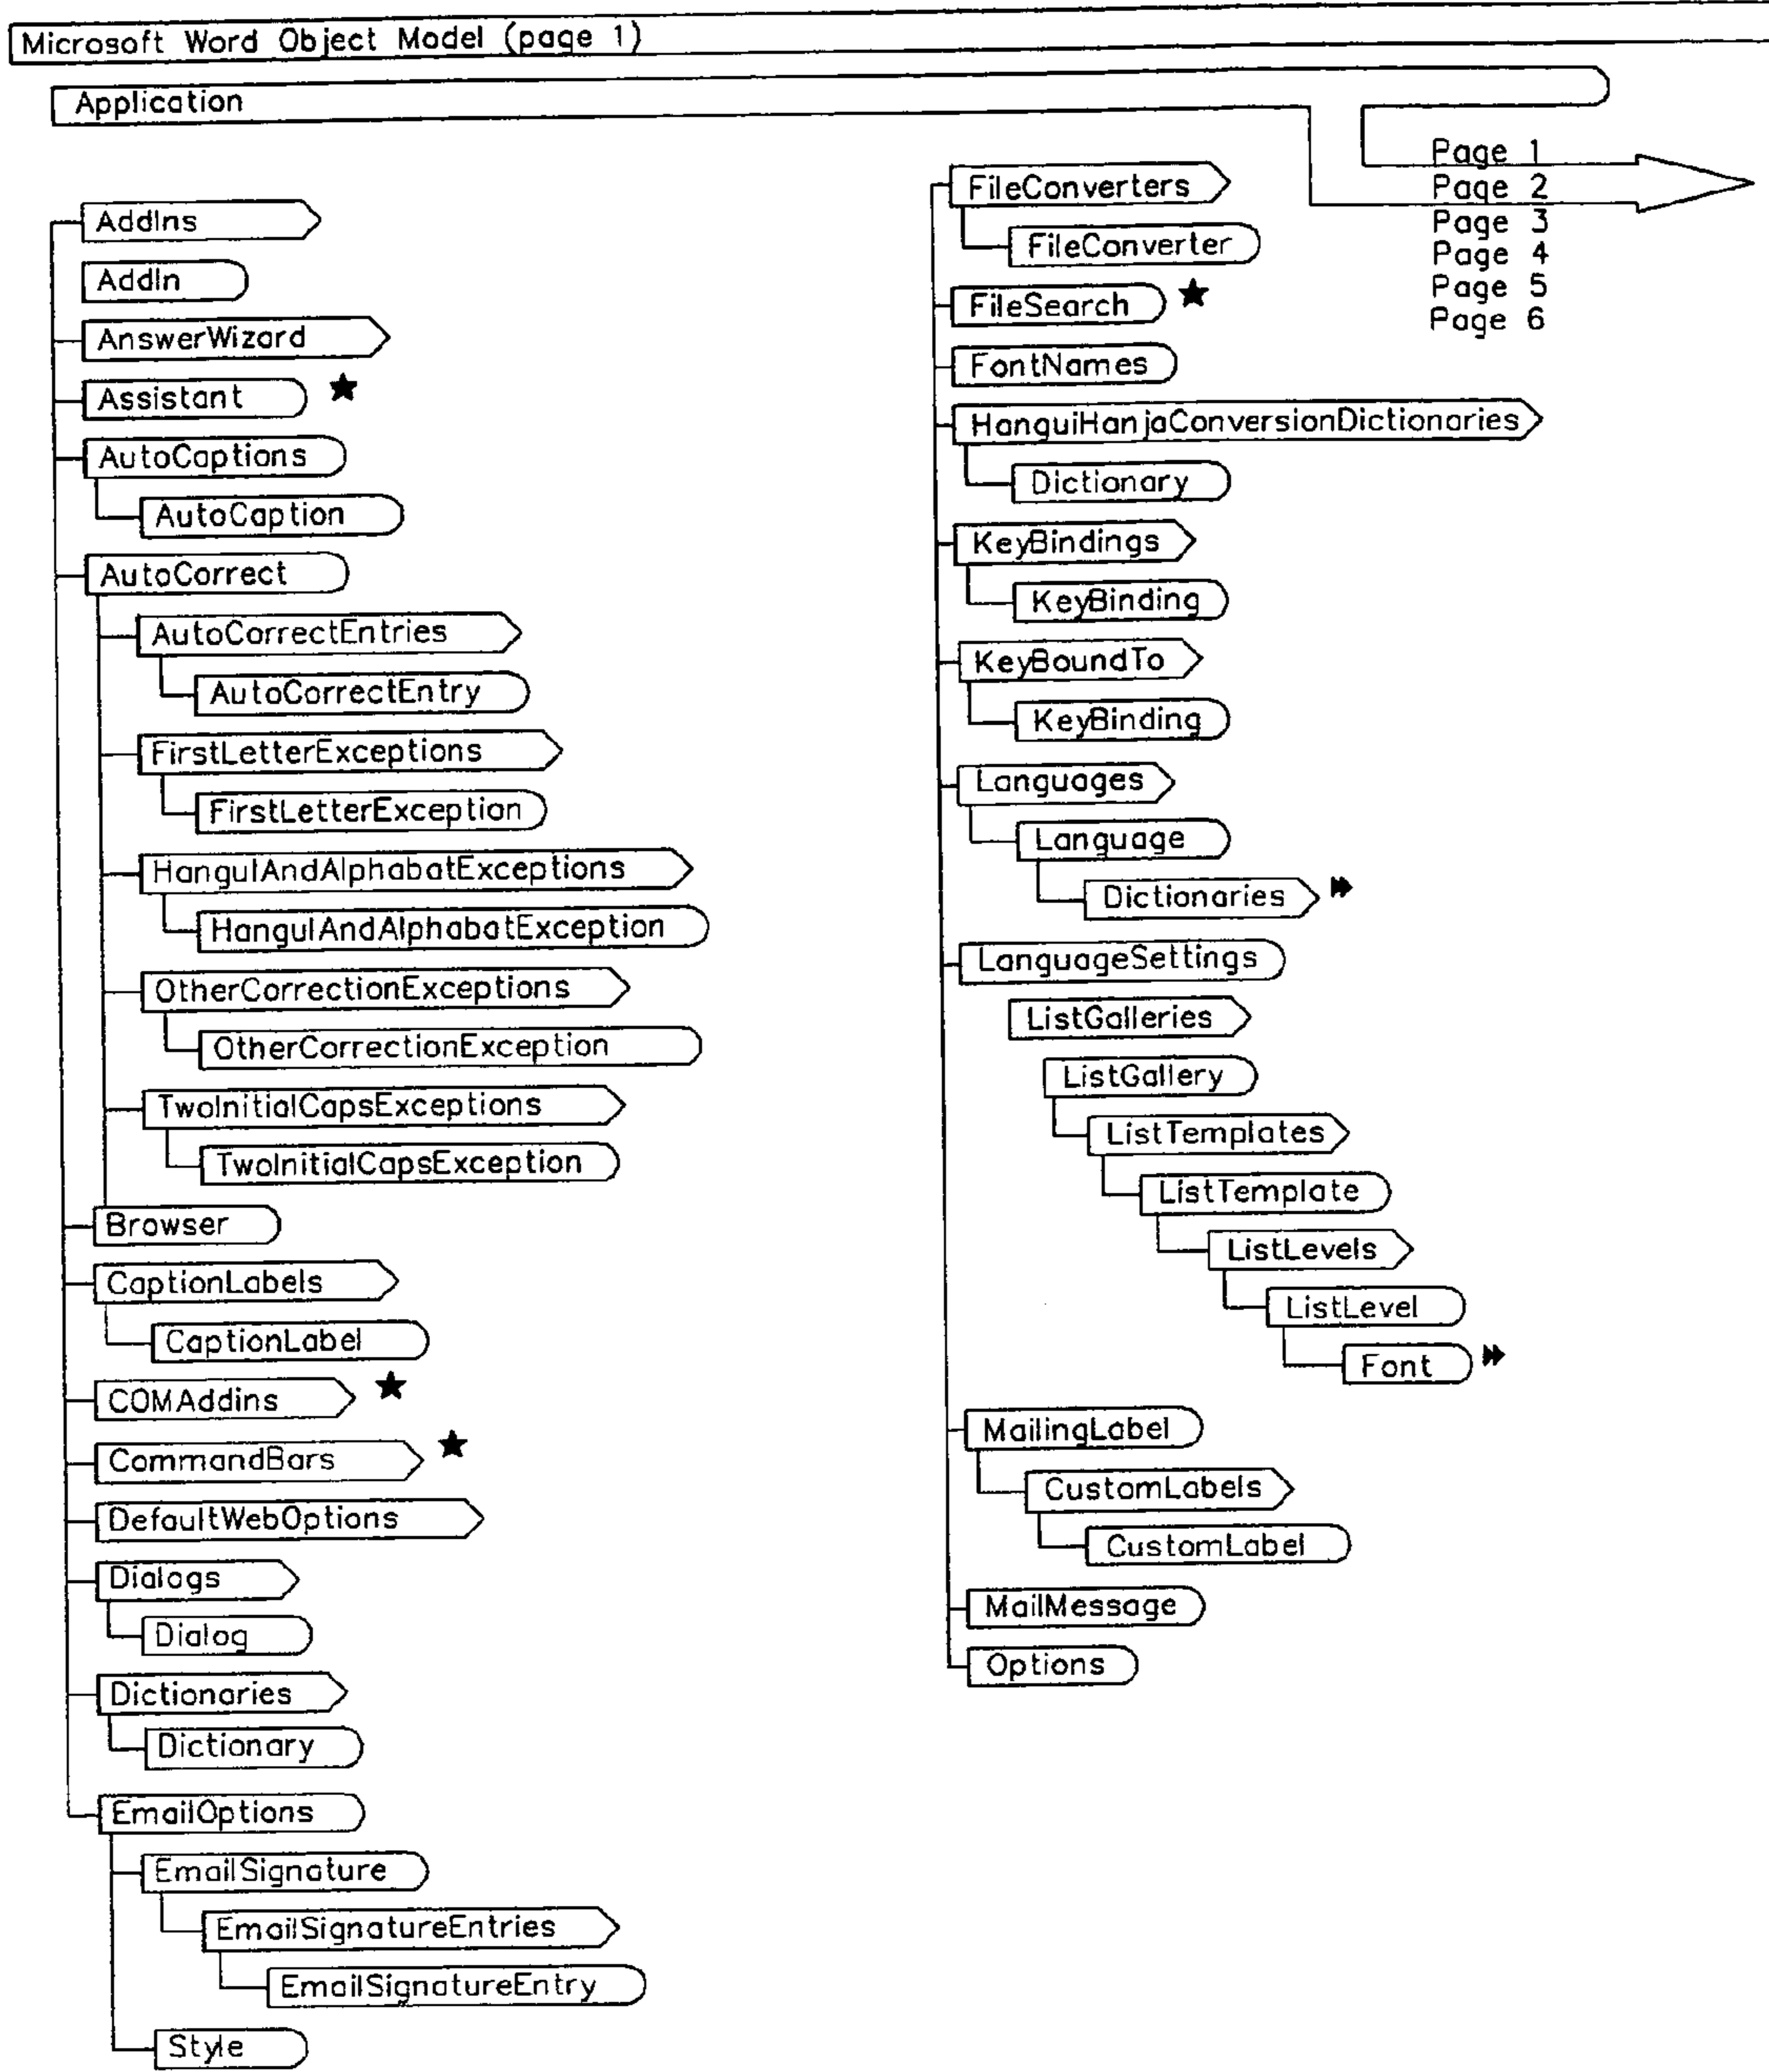 Microsoft Word Object Model (page 1)
Application
AddIns
AddIn
AnswerWizard
Assistant
AutoCaptions
AutoCaption
AutoCorrect
AutoCorrectEntries
AutoCorrectEntry
FirstLetterExceptions
FirstLetterException
HangulAndAlphabatExceptions
HangulAndAlphabatException
OtherCorrectionExceptions
OtherCorrectionException
TwoInitialCapsExceptions
TwoInitialCapsException
Browser
CaptionLabels
CaptionLabel
COMAddins
CommandBars
DefaultWebOptions
Dialogs
Dialog
Dictionaries
Dictionary
EmailOptions
EmailSignature
EmailSignatureEntries
EmailSignatureEntry
Style
FileConverters
FileConverter
FileSearch
FontNames
HanguiHanjaConversionDictionaries
Dictionary
KeyBindings
KeyBinding
KeyBoundTo
KeyBinding
Languages
Language
Dictionaries
LanguageSettings
ListGalleries
ListGallery
ListTemplates
ListTemplate
ListLevels
ListLevel
Font
MailingLabel
CustomLabels
CustomLabel
MailMessage
Options
Page 1
Page 2
Page 3
Page 4
Page 5
Page 6